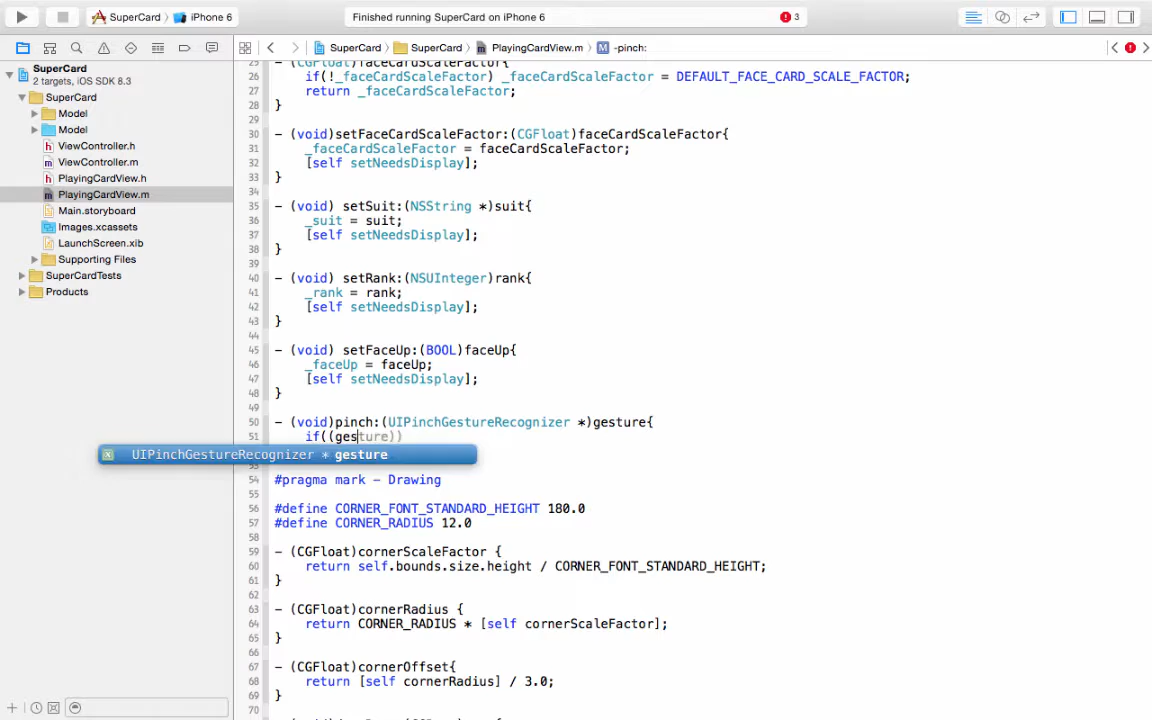 SuperCard
iPhone 6
Finished running SuperCard on iPhone 6
3
SuperCard
SuperCard
PlayingCardView.m
M
-pinch:
SuperCard
2 targets, iOS SDK 8.3
SuperCard
Model
Model
h ViewController.h
m ViewController.m
h PlayingCardView.h
m PlayingCardView.m
Main.storyboard
Images.xcassets
LaunchScreen.xib
Supporting Files
SuperCardTests
Products
25 - (CGFloat)faceCardScaleFactor{
26 if(!_faceCardScaleFactor) _faceCardScaleFactor = DEFAULT_FACE_CARD_SCALE_FACTOR;
27 return _faceCardScaleFactor;
28 }
29
30 - (void)setFaceCardScaleFactor:(CGFloat)faceCardScaleFactor{
31 _faceCardScaleFactor = faceCardScaleFactor;
32 [self setNeedsDisplay];
33 }
34
35 - (void) setSuit:(NSString *)suit{
36 _suit = suit;
37 [self setNeedsDisplay];
38 }
39
40 - (void) setRank:(NSUInteger)rank{
41 _rank = rank;
42 [self setNeedsDisplay];
43 }
44
45 - (void) setFaceUp:(BOOL)faceUp{
46 _faceUp = faceUp;
47 [self setNeedsDisplay];
48 }
49
50 - (void)pinch:(UIPinchGestureRecognizer *)gesture{
51 if((gesture))
UIPinchGestureRecognizer * gesture
54 #pragma mark - Drawing
55
56 #define CORNER_FONT_STANDARD_HEIGHT 180.0
57 #define CORNER_RADIUS 12.0
58
59 - (CGFloat)cornerScaleFactor {
60 return self.bounds.size.height / CORNER_FONT_STANDARD_HEIGHT;
61 }
62
63 - (CGFloat)cornerRadius {
64 return CORNER_RADIUS * [self cornerScaleFactor];
65 }
66
67 - (CGFloat)cornerOffset{
68 return [self cornerRadius] / 3.0;
69 }
70